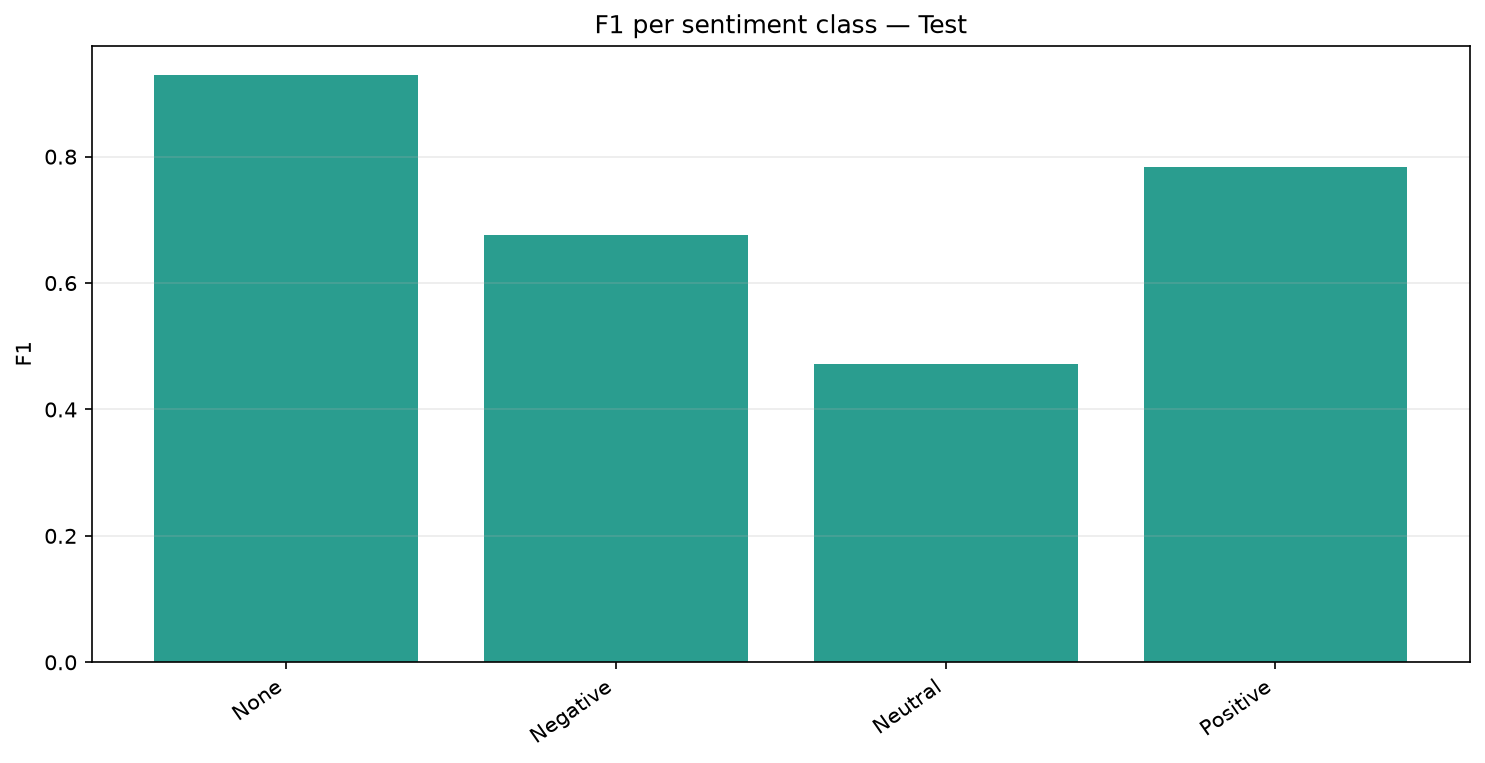 F1 per sentiment class — Test
F1
0.8
0.6
0.4
0.2
0.0
None
Negative
Neutral
Positive